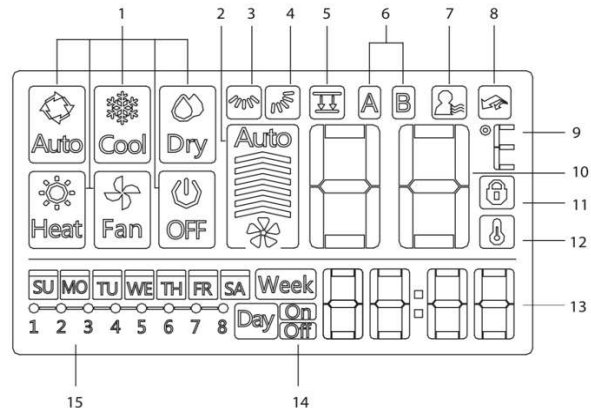 1 2 3 4 5 6 7 8
A B
Auto Cool Dry Auto 9
10
Heat Fan OFF 11
12
SU MO TU WE TH FR SA Week
Day On 88:88 13
Off
1 2 3 4 5 6 7 8
15 14